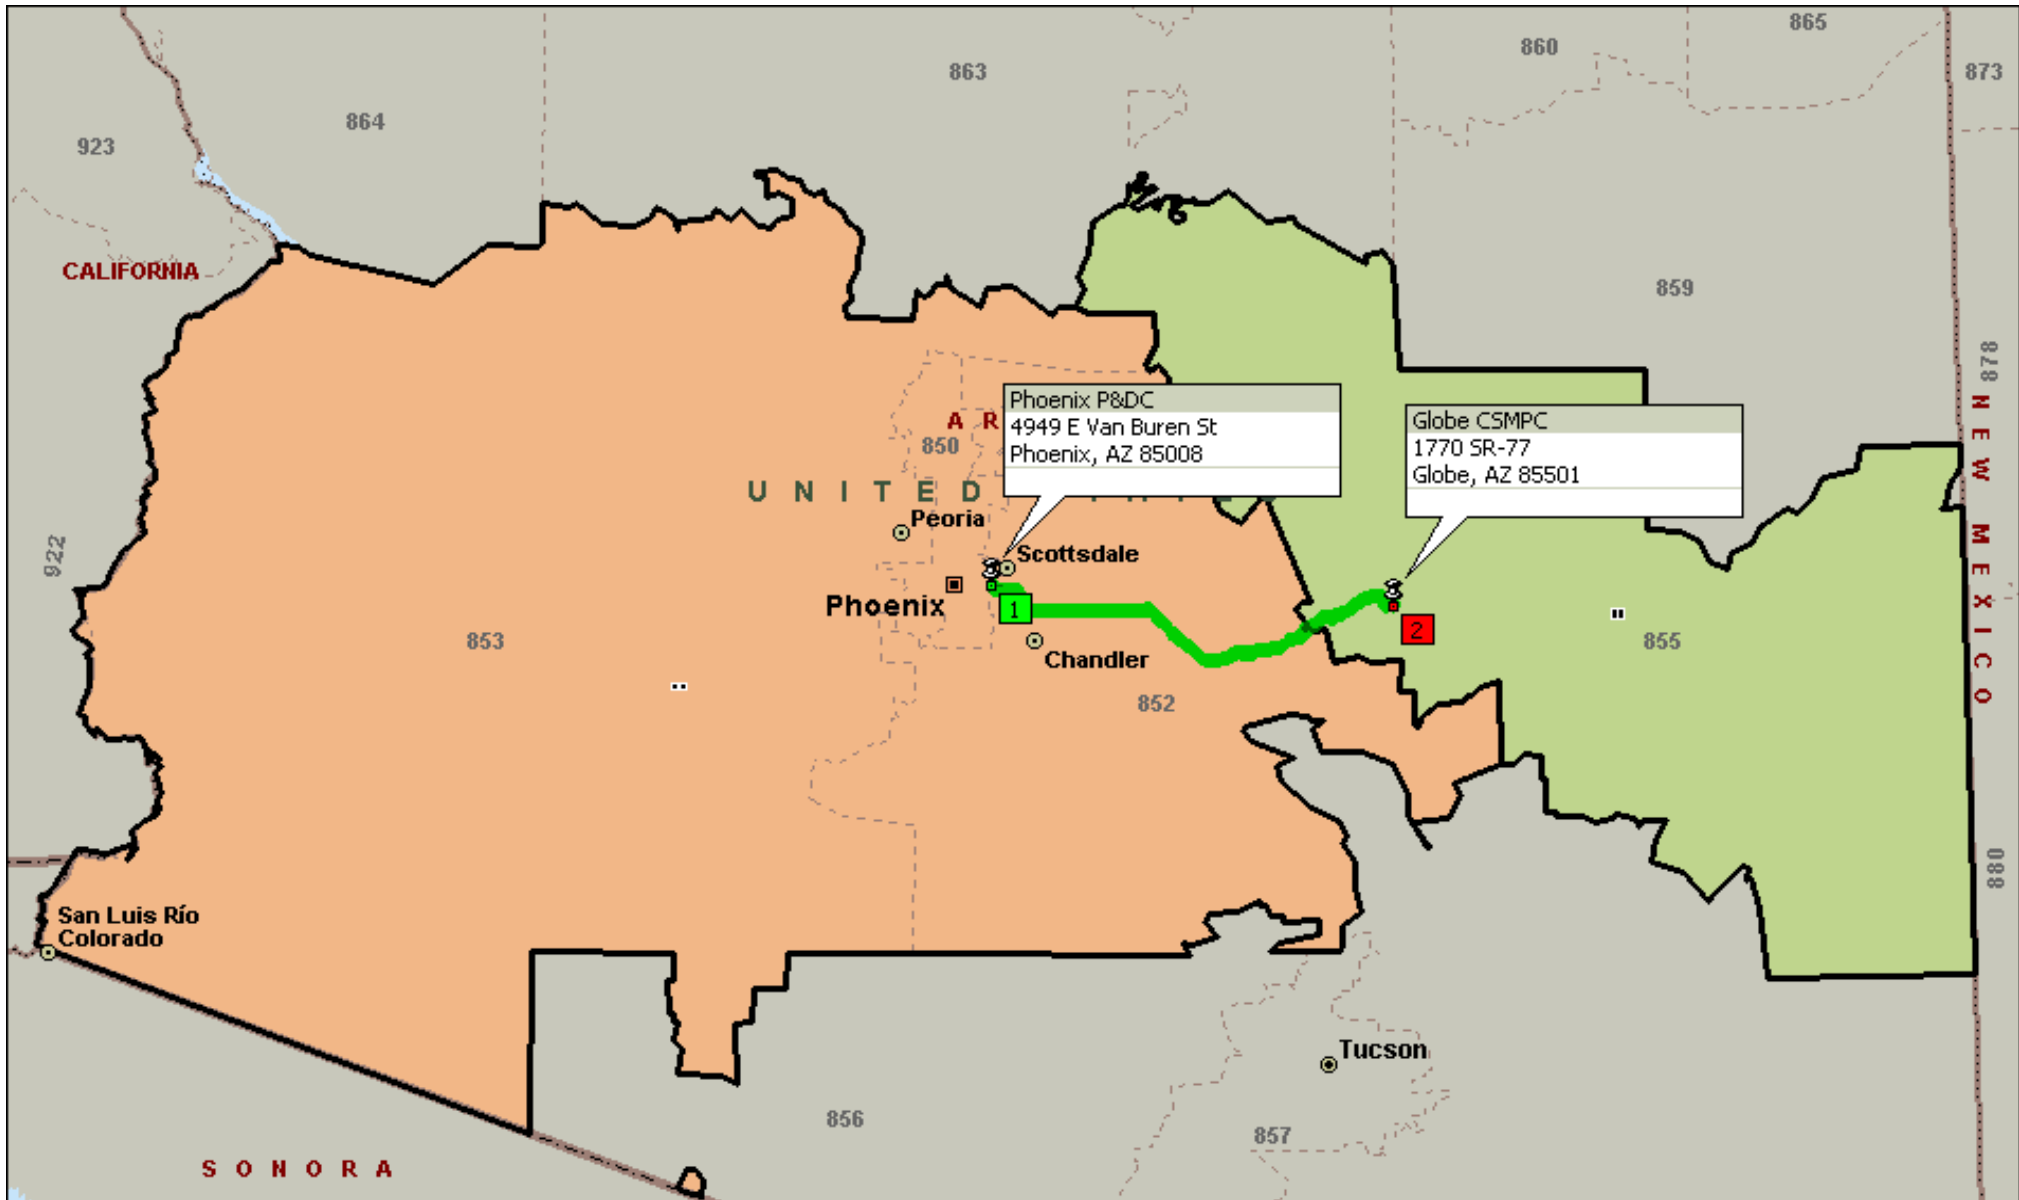 865
860
863
873
864
923
CALIFORNIA
859
878
Phoenix P&DC
4949 E Van Buren St
Phoenix, AZ 85008
Globe CSMPC
1770 SR-77
Globe, AZ 85501
A R
850
UNITED
NEW MEXICO
Peoria
Scottsdale
922
Phoenix
1
2
853
855
Chandler
852
880
San Luis Río
Colorado
Tucson
856
857
SONORA